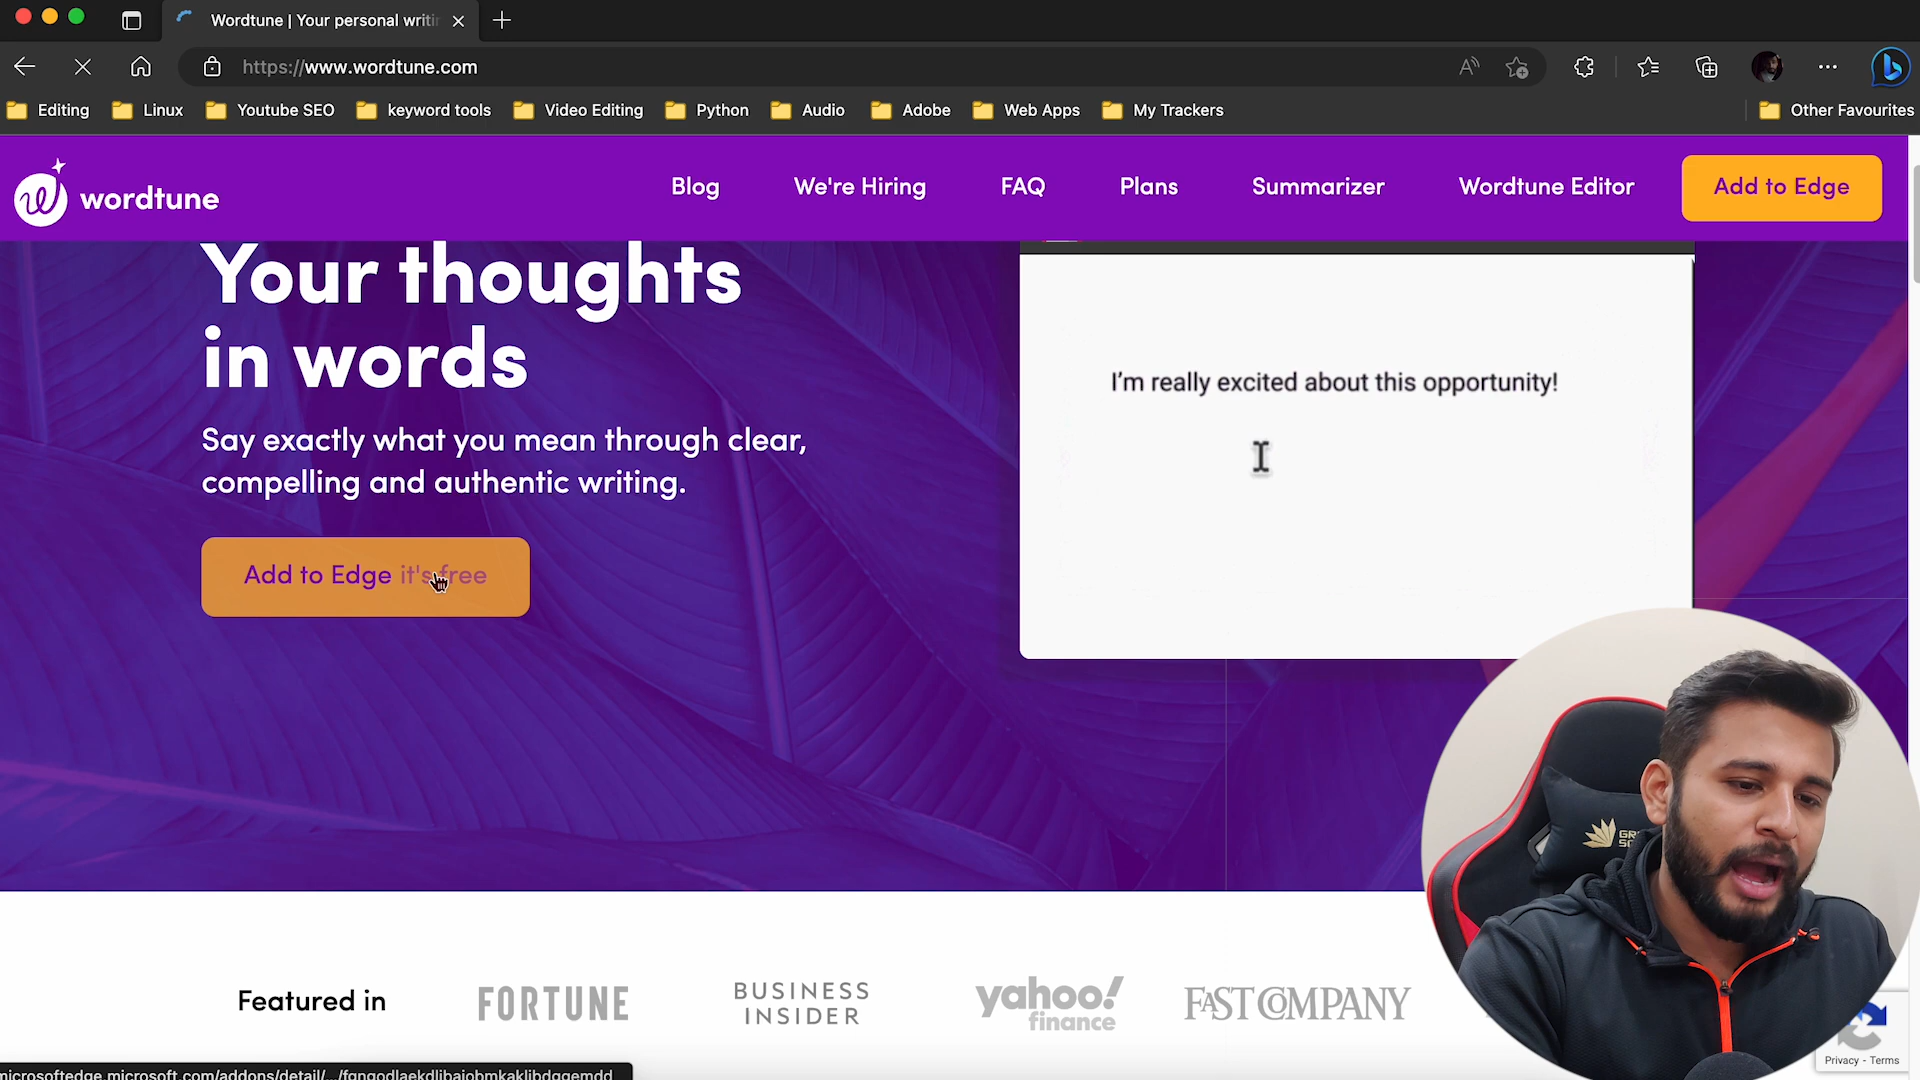 Wordtune | Your personal writi
https://www.wordtune.com
Editing
Linux
Youtube SEO
keyword tools
Video Editing
Python
Audio
Adobe
Web Apps
My Trackers
Other Favourites
wordtune
Blog
We're Hiring
FAQ
Plans
Summarizer
Wordtune Editor
Add to Edge
Your thoughts
in words
Say exactly what you mean through clear,
compelling and authentic writing.
Add to Edge it's free
I'm really excited about this opportunity!
Featured in
FORTUNE
BUSINESS
INSIDER
yahoo!
finance
FAST COMPANY
Privacy - Terms